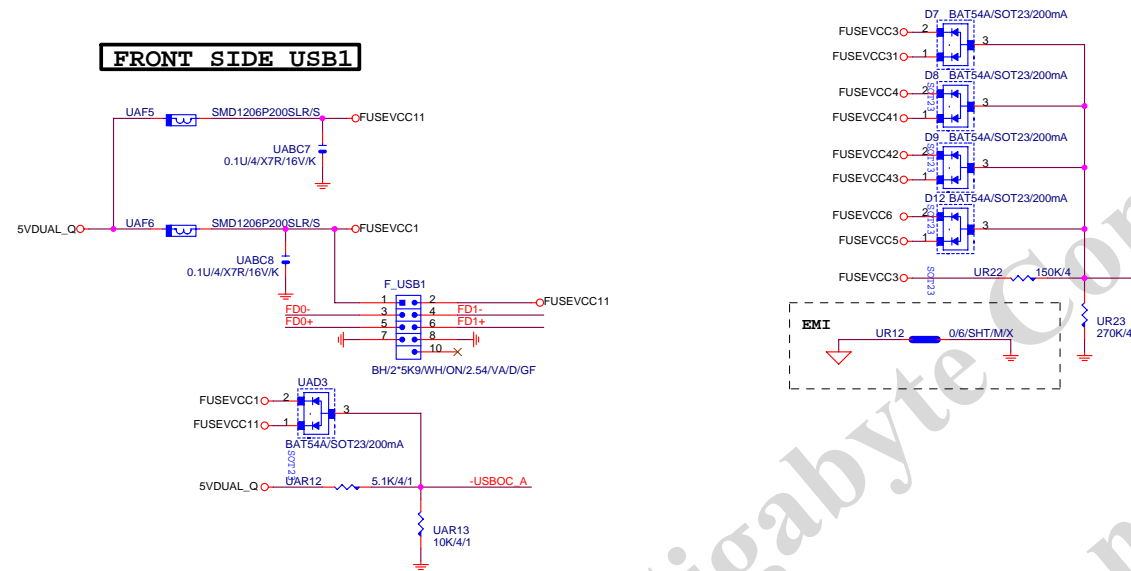 FRONT SIDE USB1
UAF5
SMD1206P200SLR/S
FUSEVCC11
UABC7
0.1U/4/X7R/16V/K
5VDUAL_Q
UAF6
SMD1206P200SLR/S
FUSEVCC1
UABC8
0.1U/4/X7R/16V/K
F_USB1
1 2
FUSEVCC11
FD0- 3 4 FD1-
FD0+ 5 6 FD1+
7 8
10
BH/2*5K9/WH/ON/2.54/VA/D/GF
UAD3
FUSEVCC1 2
3
FUSEVCC11 1
BAT54A/SOT23/200mA
SOT23
5VDUAL_Q
UAR12
5.1K/4/1
-USBOC_A
UAR13
10K/4/1
D7 BAT54A/SOT23/200mA
FUSEVCC3 2
3
FUSEVCC31 1
D8 BAT54A/SOT23/200mA
FUSEVCC4 2
SOT23
3
FUSEVCC41 1
D9 BAT54A/SOT23/200mA
FUSEVCC42 2
SOT23
3
FUSEVCC43 1
D12 BAT54A/SOT23/200mA
FUSEVCC6 2
SOT23
3
FUSEVCC5 1
FUSEVCC3
SOT23
UR22
150K/4
UR23
270K/4
EMI
UR12
0/6/SHT/M/X